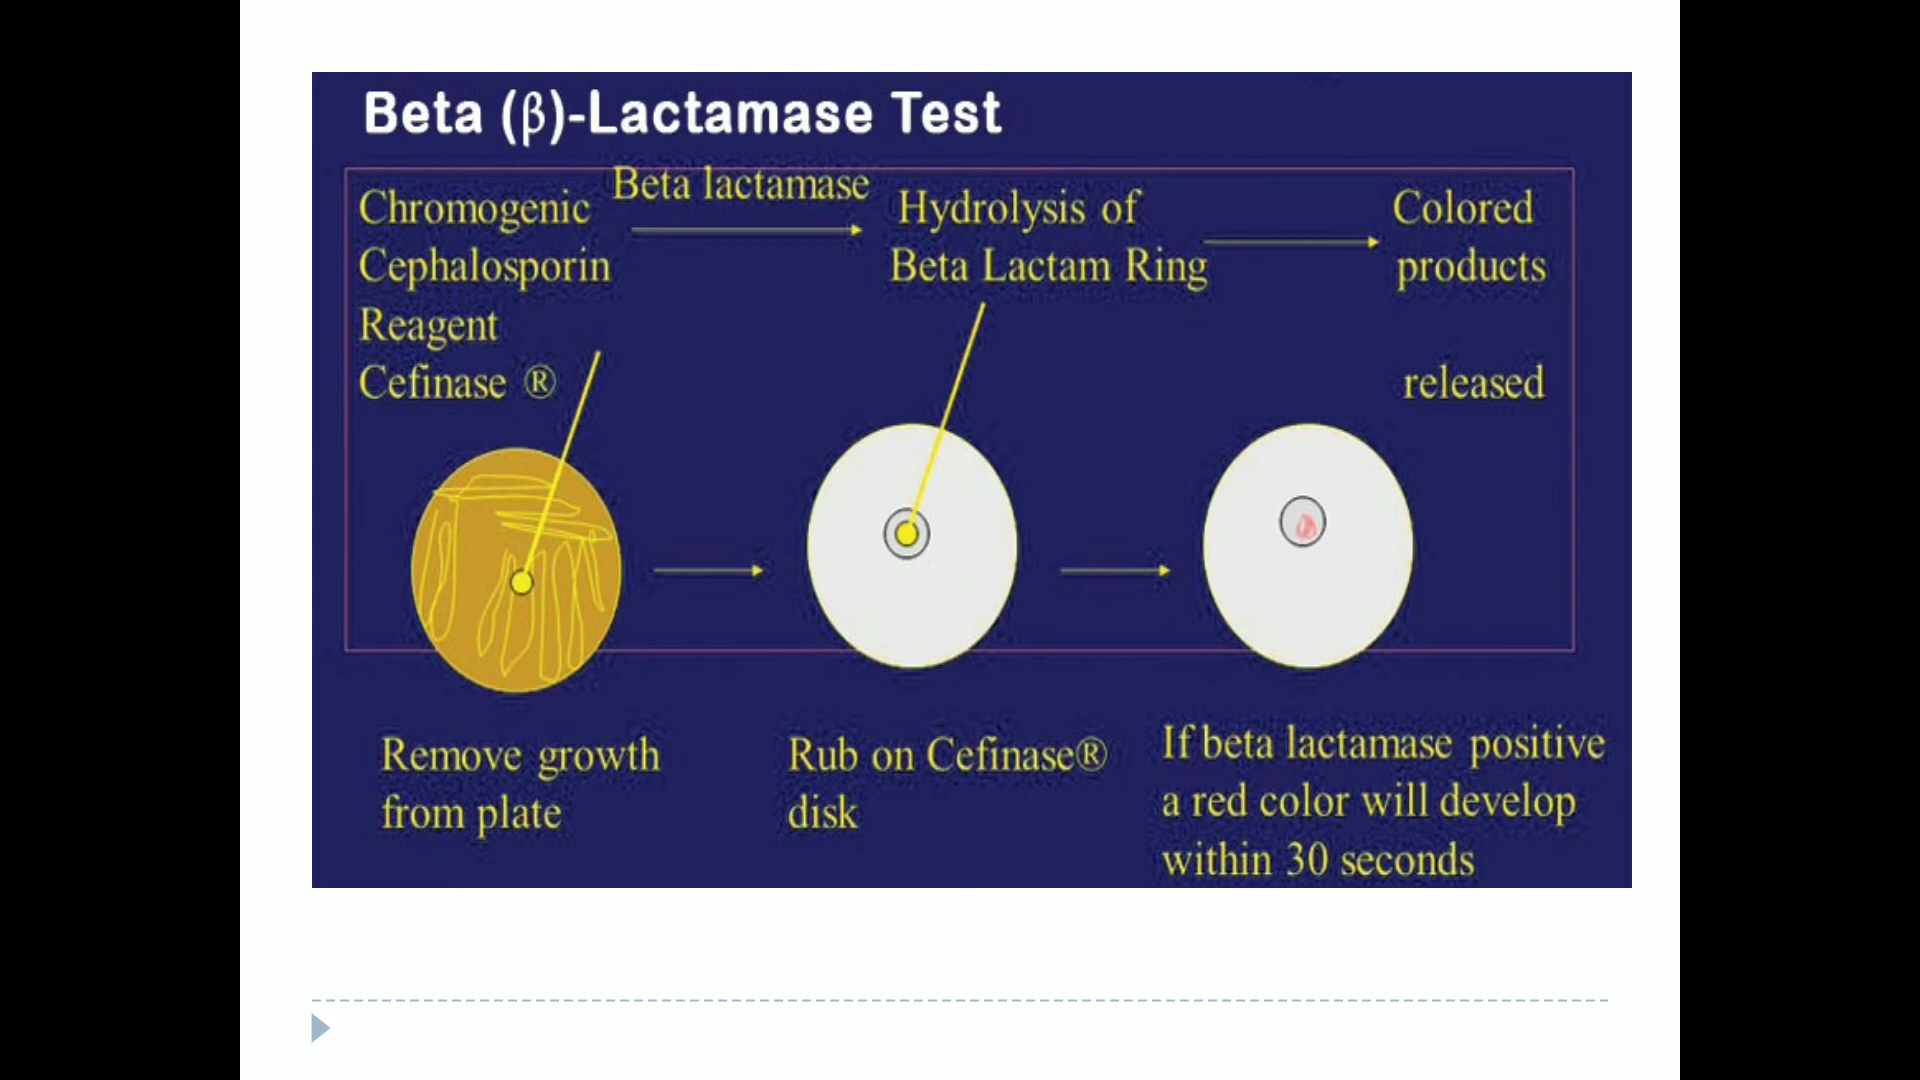 Beta (β)-Lactamase Test
Chromogenic
Cephalosporin
Reagent
Cefinase ®
Beta lactamase
Hydrolysis of
Beta Lactam Ring
Colored
products
released
Remove growth
from plate
Rub on Cefinase®
disk
If beta lactamase positive
a red color will develop
within 30 seconds